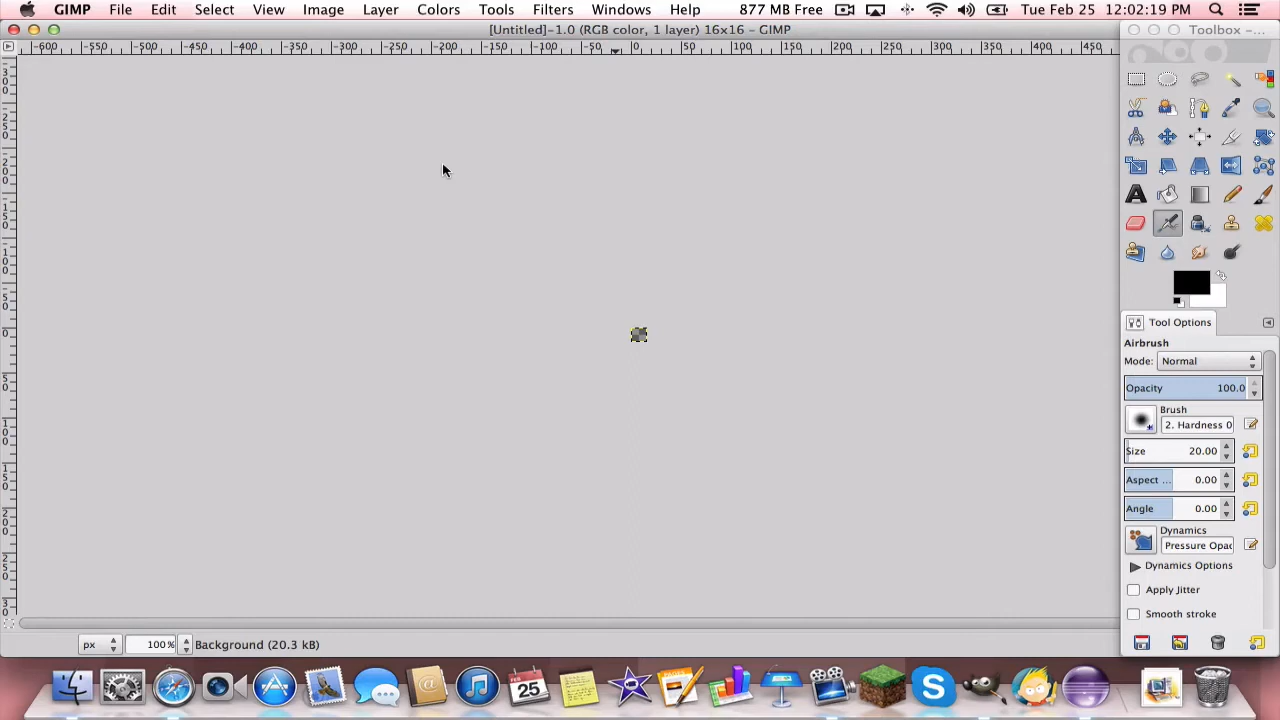 GIMP File Edit Select View Image Layer Colors Tools Filters Windows Help 877 MB Free Tue Feb 25 12:02:19 PM
[Untitled]-1.0 (RGB color, 1 layer) 16x16 – GIMP
Toolbox –...
-600 -550 -500 -450 -400 -350 -300 -250 -200 -150 -100 -50 0 50 100 150 200 250 300 350 400 450
Tool Options
Airbrush
Mode: Normal
Opacity 100.0
Brush
2. Hardness 0
Size 20.00
Aspect ... 0.00
Angle 0.00
Dynamics
Pressure Opac
Dynamics Options
Apply Jitter
Smooth stroke
px 100% Background (20.3 kB)
FEB
25